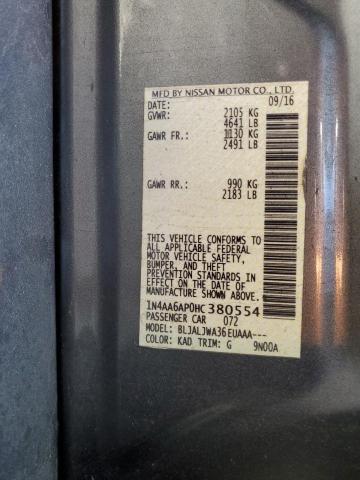 MFD BY NISSAN MOTOR CO., LTD.
DATE: 09/16
GVWR: 2105 KG
4641 LB
GAWR FR.: 1130 KG
2491 LB
GAWR RR.: 990 KG
2183 LB
THIS VEHICLE CONFORMS TO
ALL APPLICABLE FEDERAL
MOTOR VEHICLE SAFETY,
BUMPER, AND THEFT
PREVENTION STANDARDS IN
EFFECT ON THE DATE OF
MANUFACTURE SHOWN ABOVE.
1N4AA6AP0HC380554
PASSENGER CAR 072
MODEL: BLJALJWA36EUAAA---
COLOR: KAD TRIM: G 9N00A